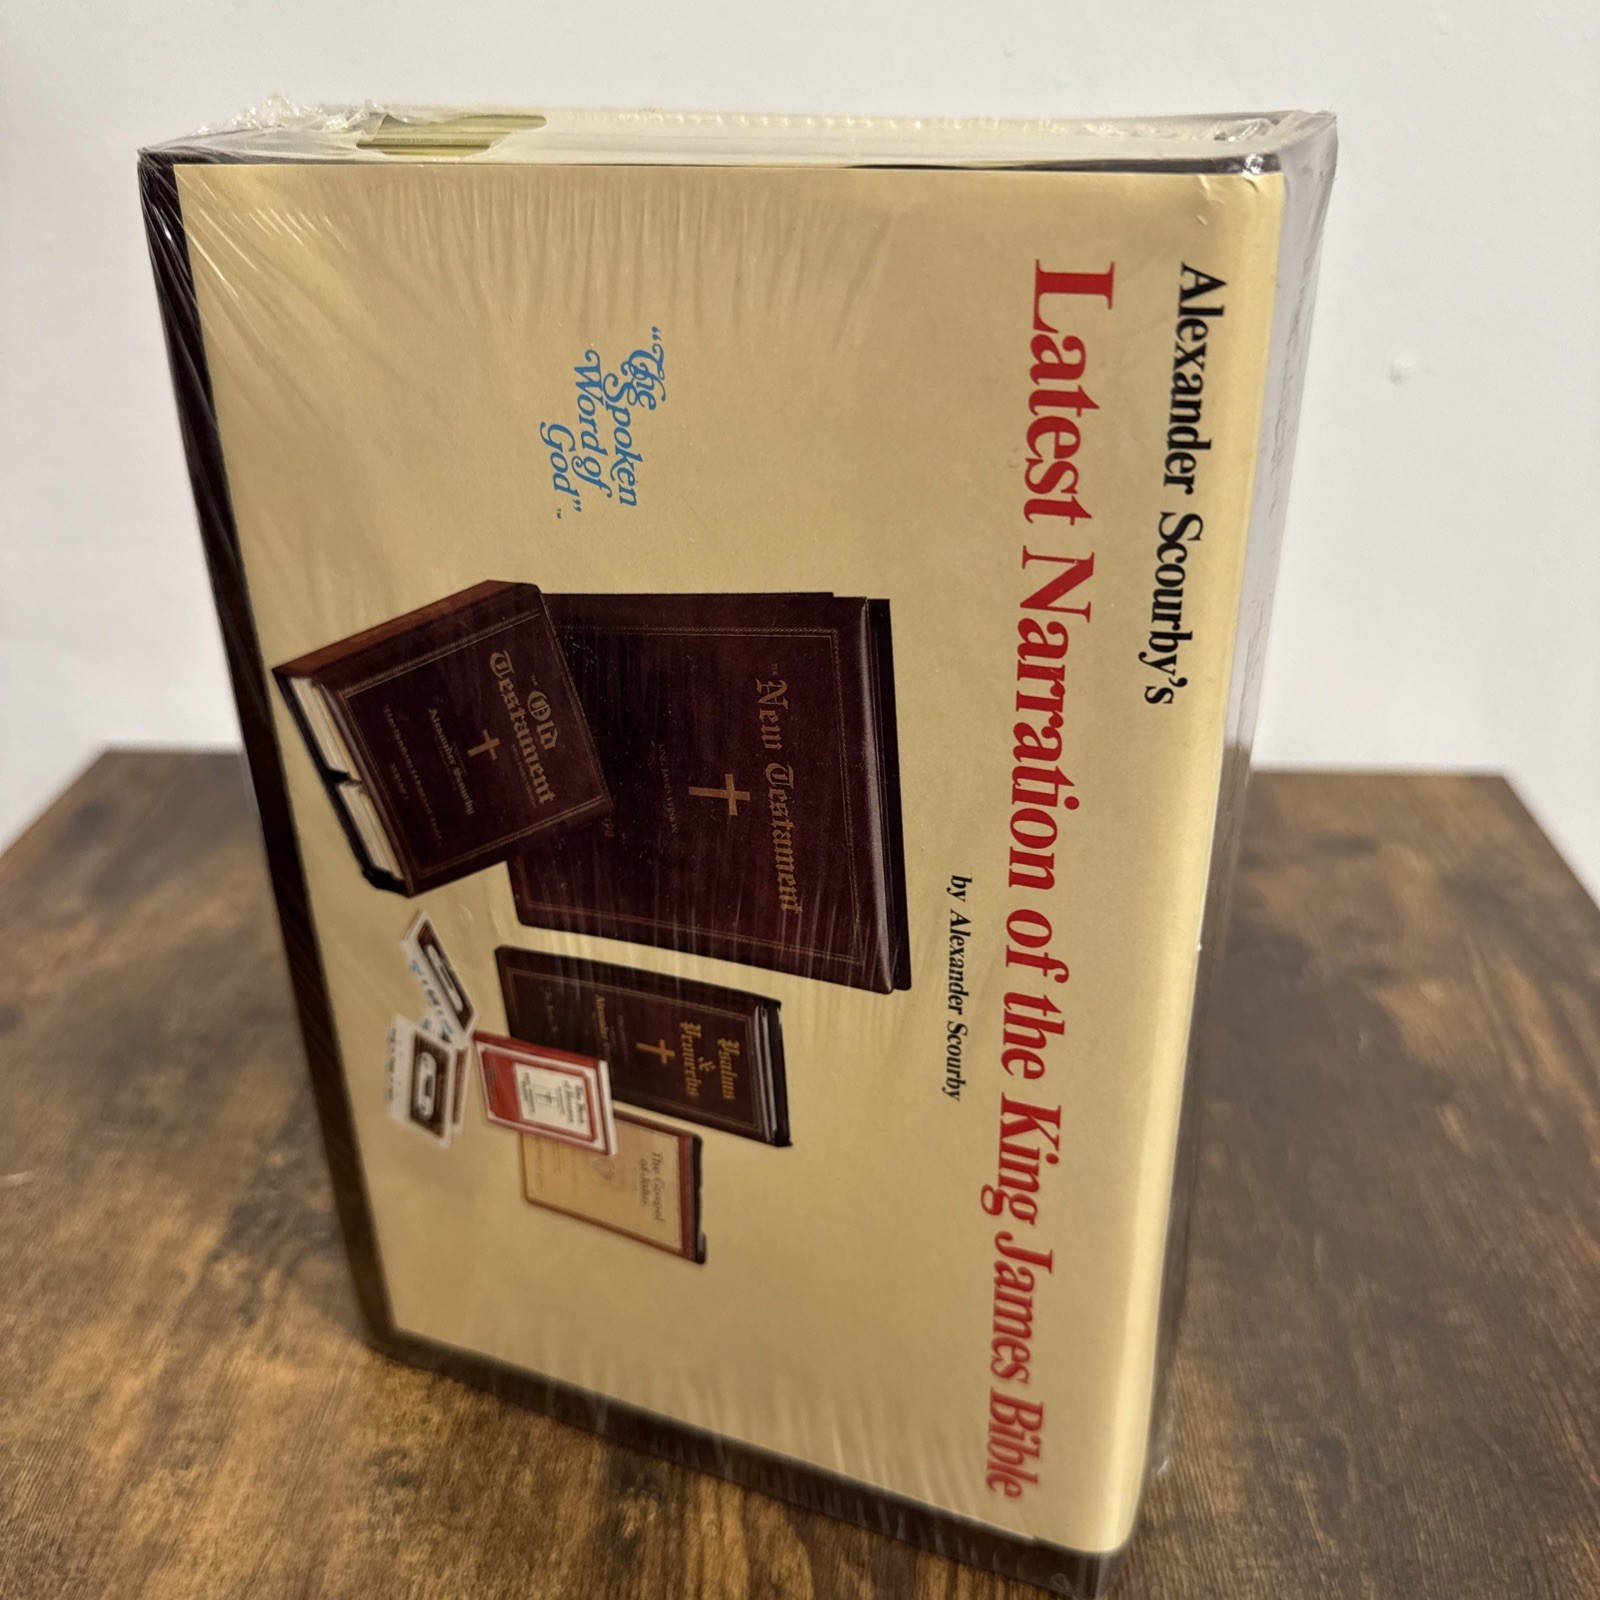 Alexander Scourby's
Latest Narration of the King James Bible
by Alexander Scourby
"The
Spoken
Word of
God"™
New Testament
Old
Testament
Alexander Scourby
Psalms
&
Proverbs
The Gospel
of John